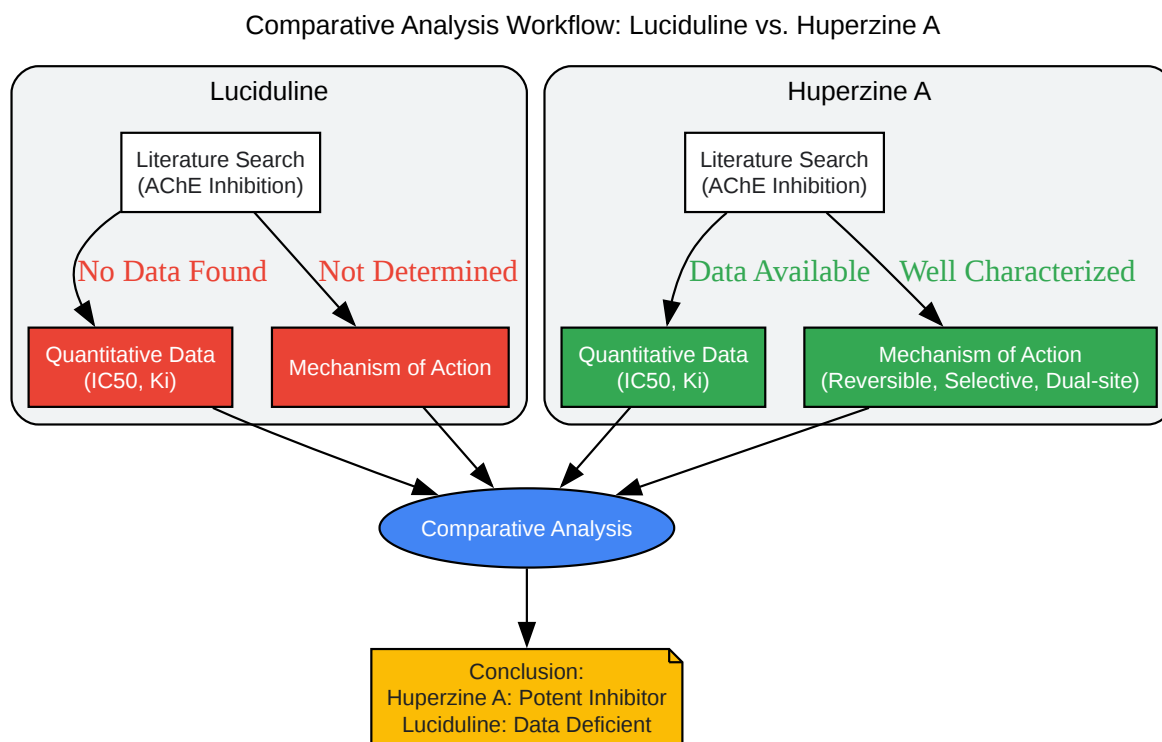 Comparative Analysis Workflow: Luciduline vs. Huperzine A
Luciduline
Literature Search
(AChE Inhibition)
No Data Found
Not Determined
Quantitative Data
(IC50, Ki)
Mechanism of Action
Huperzine A
Literature Search
(AChE Inhibition)
Data Available
Well Characterized
Quantitative Data
(IC50, Ki)
Mechanism of Action
(Reversible, Selective, Dual-site)
Comparative Analysis
Conclusion:
Huperzine A: Potent Inhibitor
Luciduline: Data Deficient